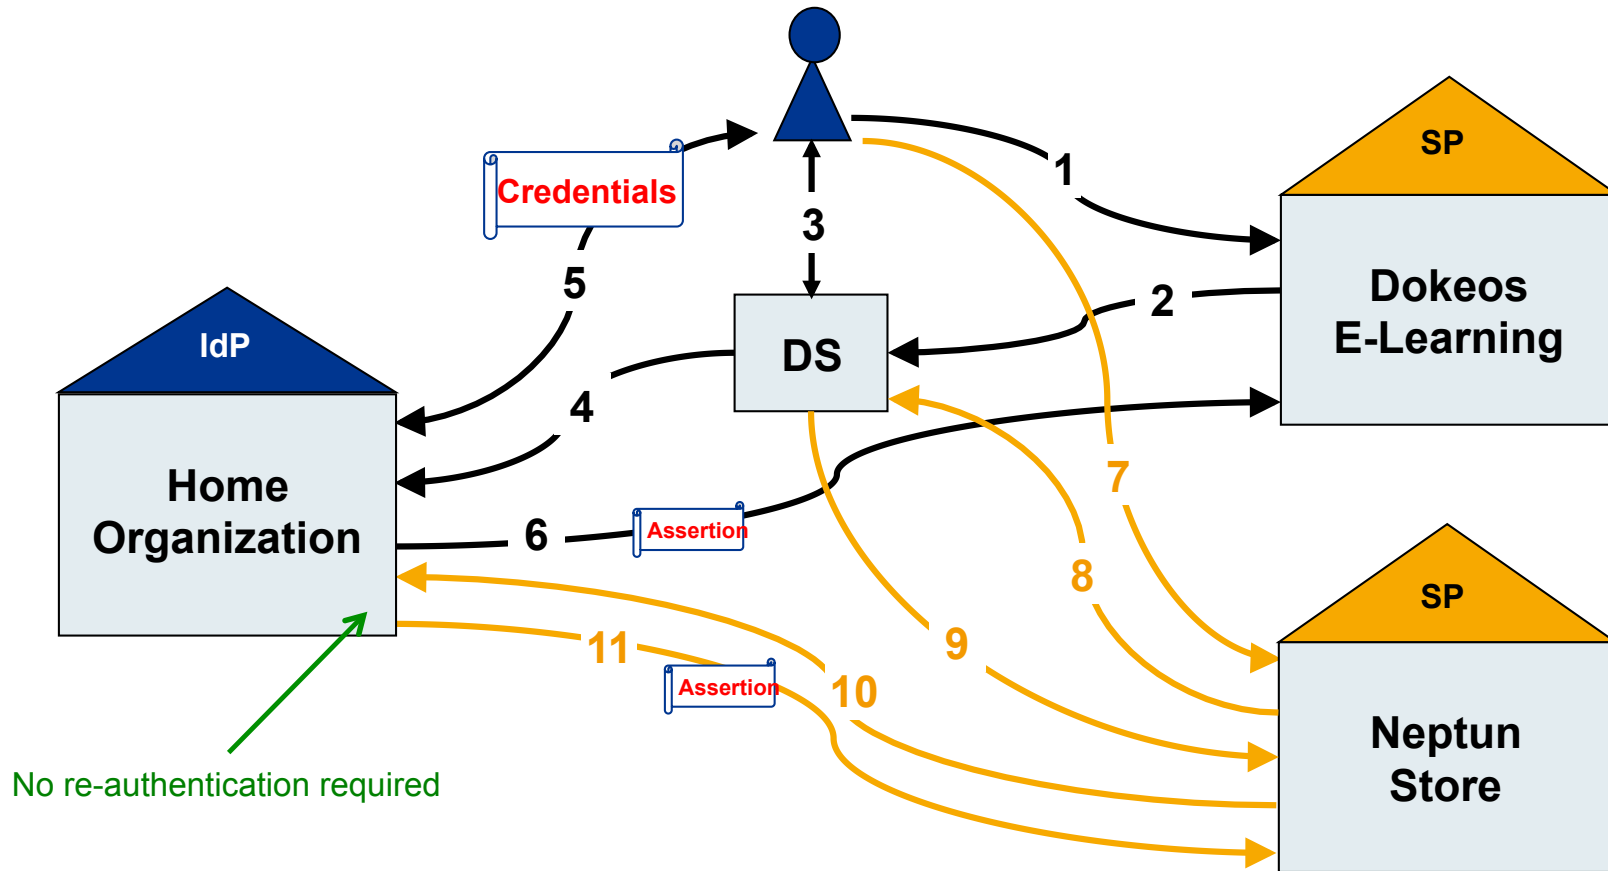 1
SP
Credentials
3
Dokeos
E-Learning
5
2
IdP
DS
4
Home
Organization
7
6
Assertion
8
SP
11
9
Assertion
10
Neptun
Store
No re-authentication required